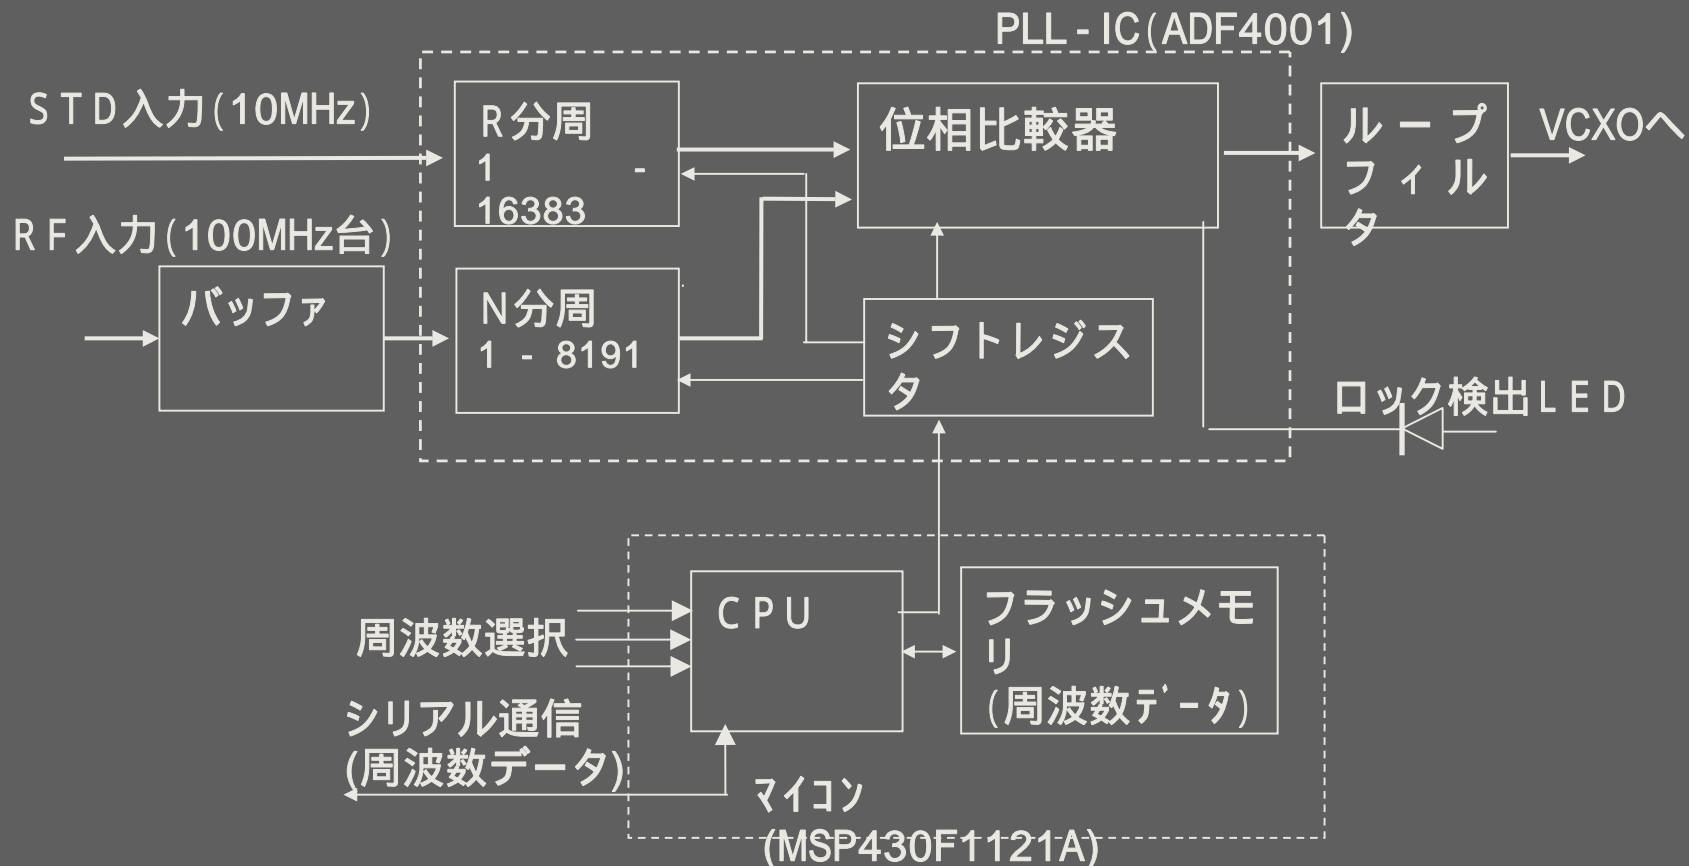 PLL-IC(ADF4001)
STD入力(10MHz)
R分周
1 -
16383
位相比較器
ループ
フィル
タ
VCXOへ
RF入力(100MHz台)
バッファ
N分周
1 - 8191
シフトレジス
タ
ロック検出LED
CPU
フラッシュメモ
リ
(周波数ﾃﾞｰﾀ)
周波数選択
シリアル通信
(周波数データ)
ﾏｲｺﾝ
(MSP430F1121A)